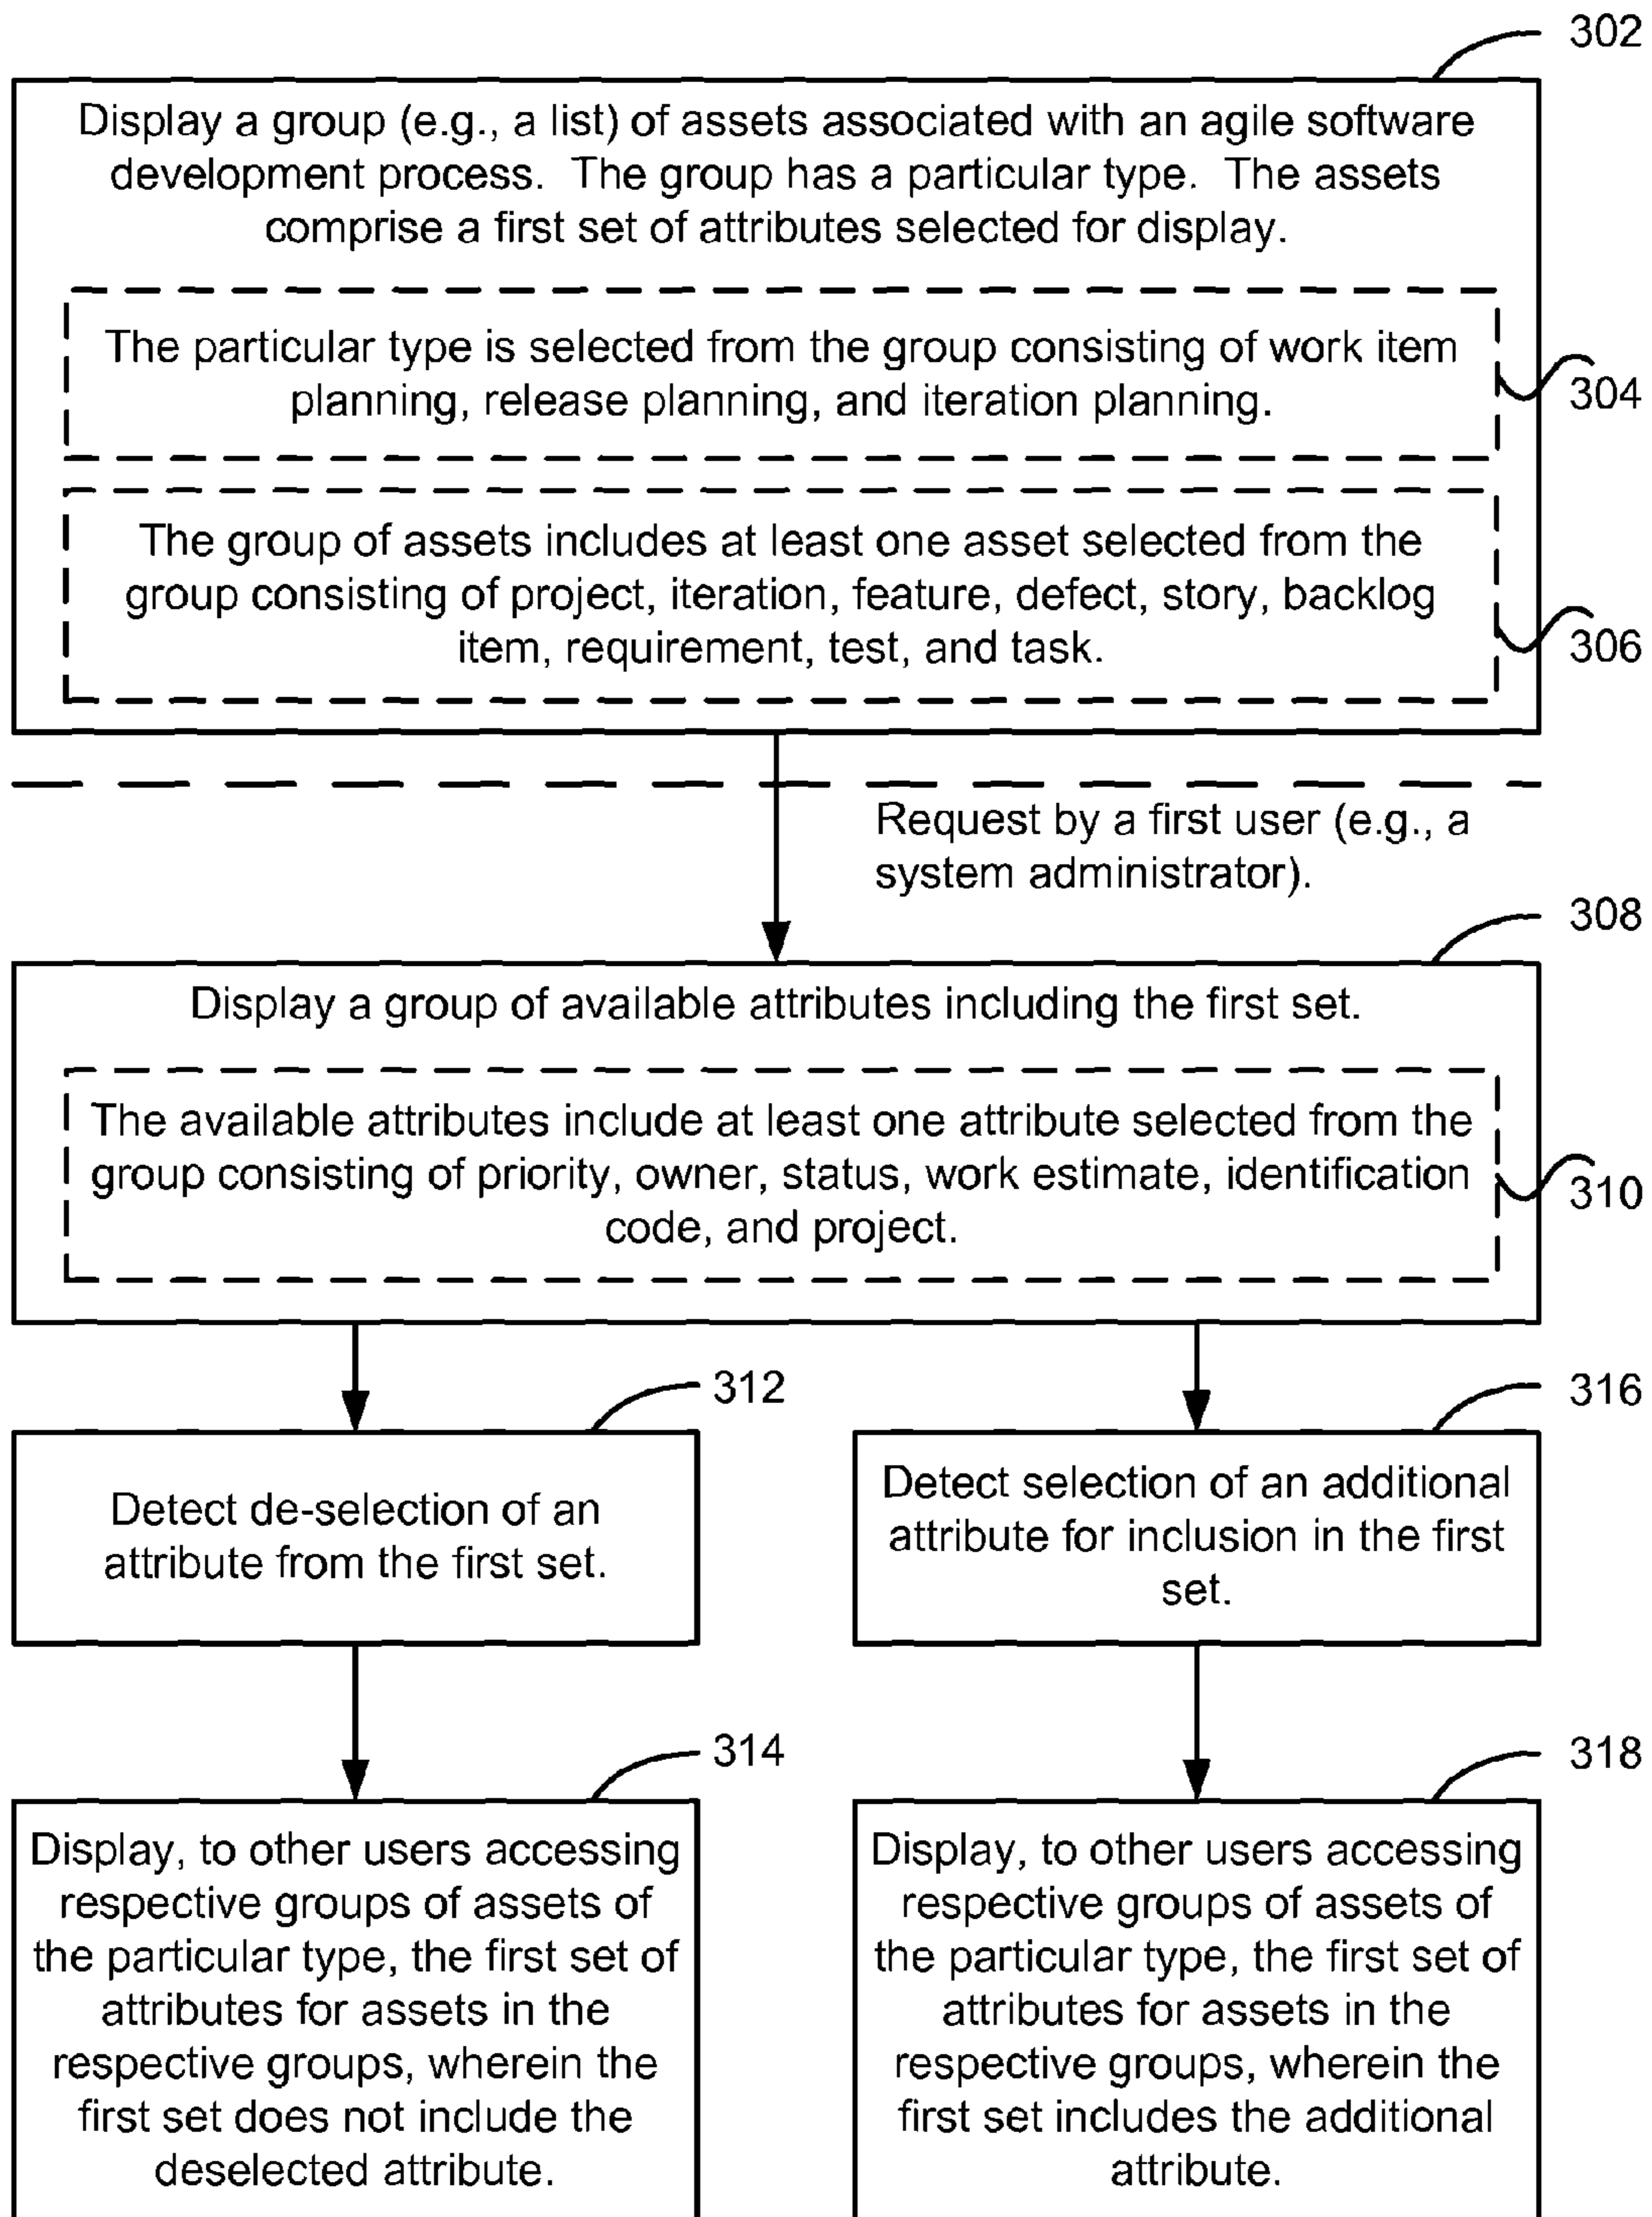 302
Display a group (e.g., a list) of assets associated with an agile software
development process. The group has a particular type. The assets
comprise a first set of attributes selected for display.
The particular type is selected from the group consisting of work item
planning, release planning, and iteration planning.
304
The group of assets includes at least one asset selected from the
group consisting of project, iteration, feature, defect, story, backlog
item, requirement, test, and task.
306
Request by a first user (e.g., a
system administrator).
308
Display a group of available attributes including the first set.
The available attributes include at least one attribute selected from the
group consisting of priority, owner, status, work estimate, identification
code, and project.
310
312
Detect de-selection of an
attribute from the first set.
316
Detect selection of an additional
attribute for inclusion in the first
set.
314
Display, to other users accessing
respective groups of assets of
the particular type, the first set of
attributes for assets in the
respective groups, wherein the
first set does not include the
deselected attribute.
318
Display, to other users accessing
respective groups of assets of
the particular type, the first set of
attributes for assets in the
respective groups, wherein the
first set includes the additional
attribute.